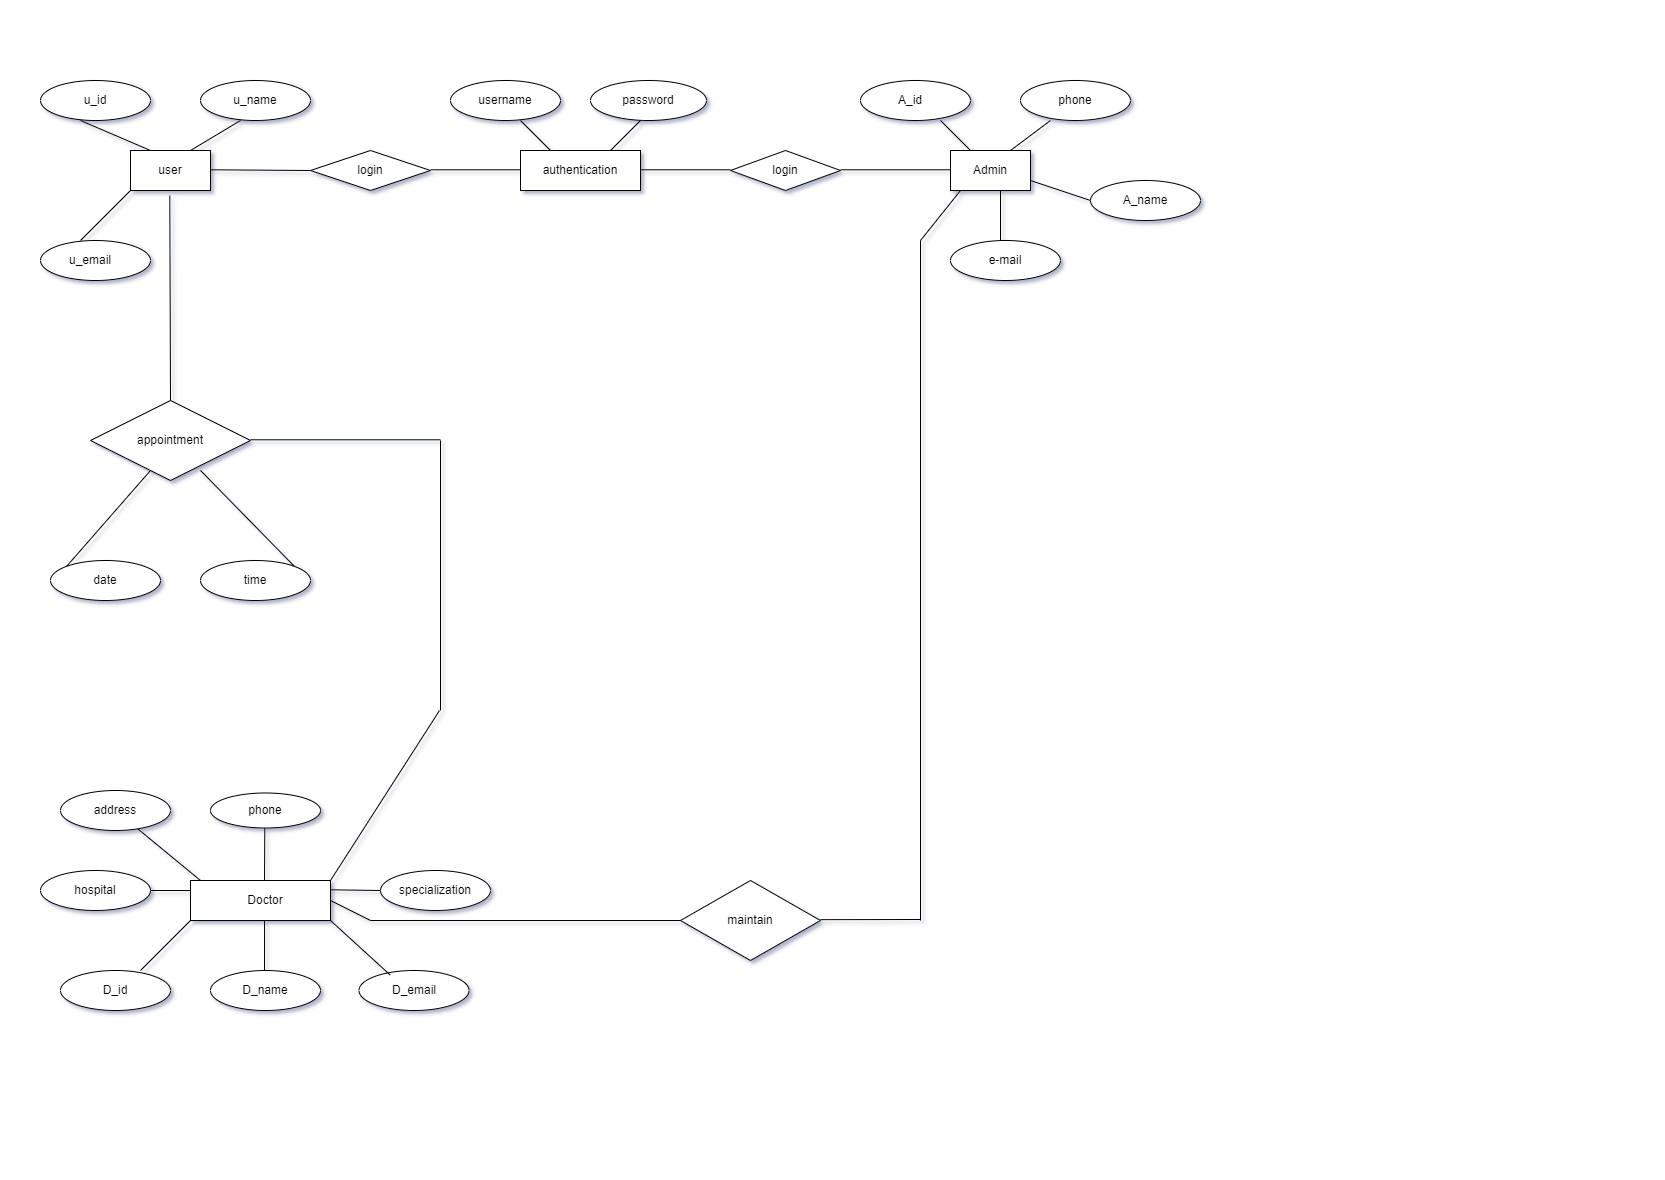 u_id
u_name
username
password
A_id
phone
user
login
authentication
login
Admin
A_name
u_email
e-mail
appointment
date
time
address
phone
hospital
Doctor
specialization
maintain
D_id
D_name
D_email